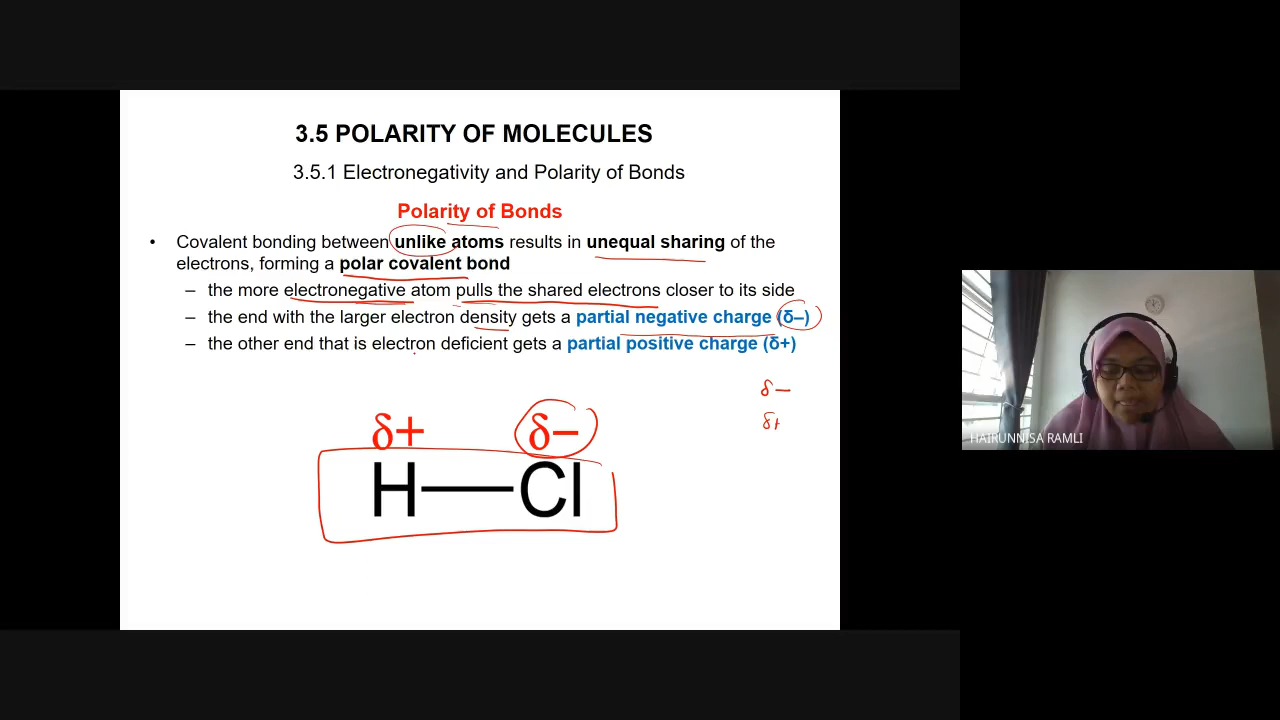 3.5 POLARITY OF MOLECULES
3.5.1 Electronegativity and Polarity of Bonds
Polarity of Bonds
• Covalent bonding between unlike atoms results in unequal sharing of the
electrons, forming a polar covalent bond
– the more electronegative atom pulls the shared electrons closer to its side
– the end with the larger electron density gets a partial negative charge (δ–)
– the other end that is electron deficient gets a partial positive charge (δ+)
δ–
δ+
δ+ δ–
H—Cl
HAIRUNNISA RAMLI